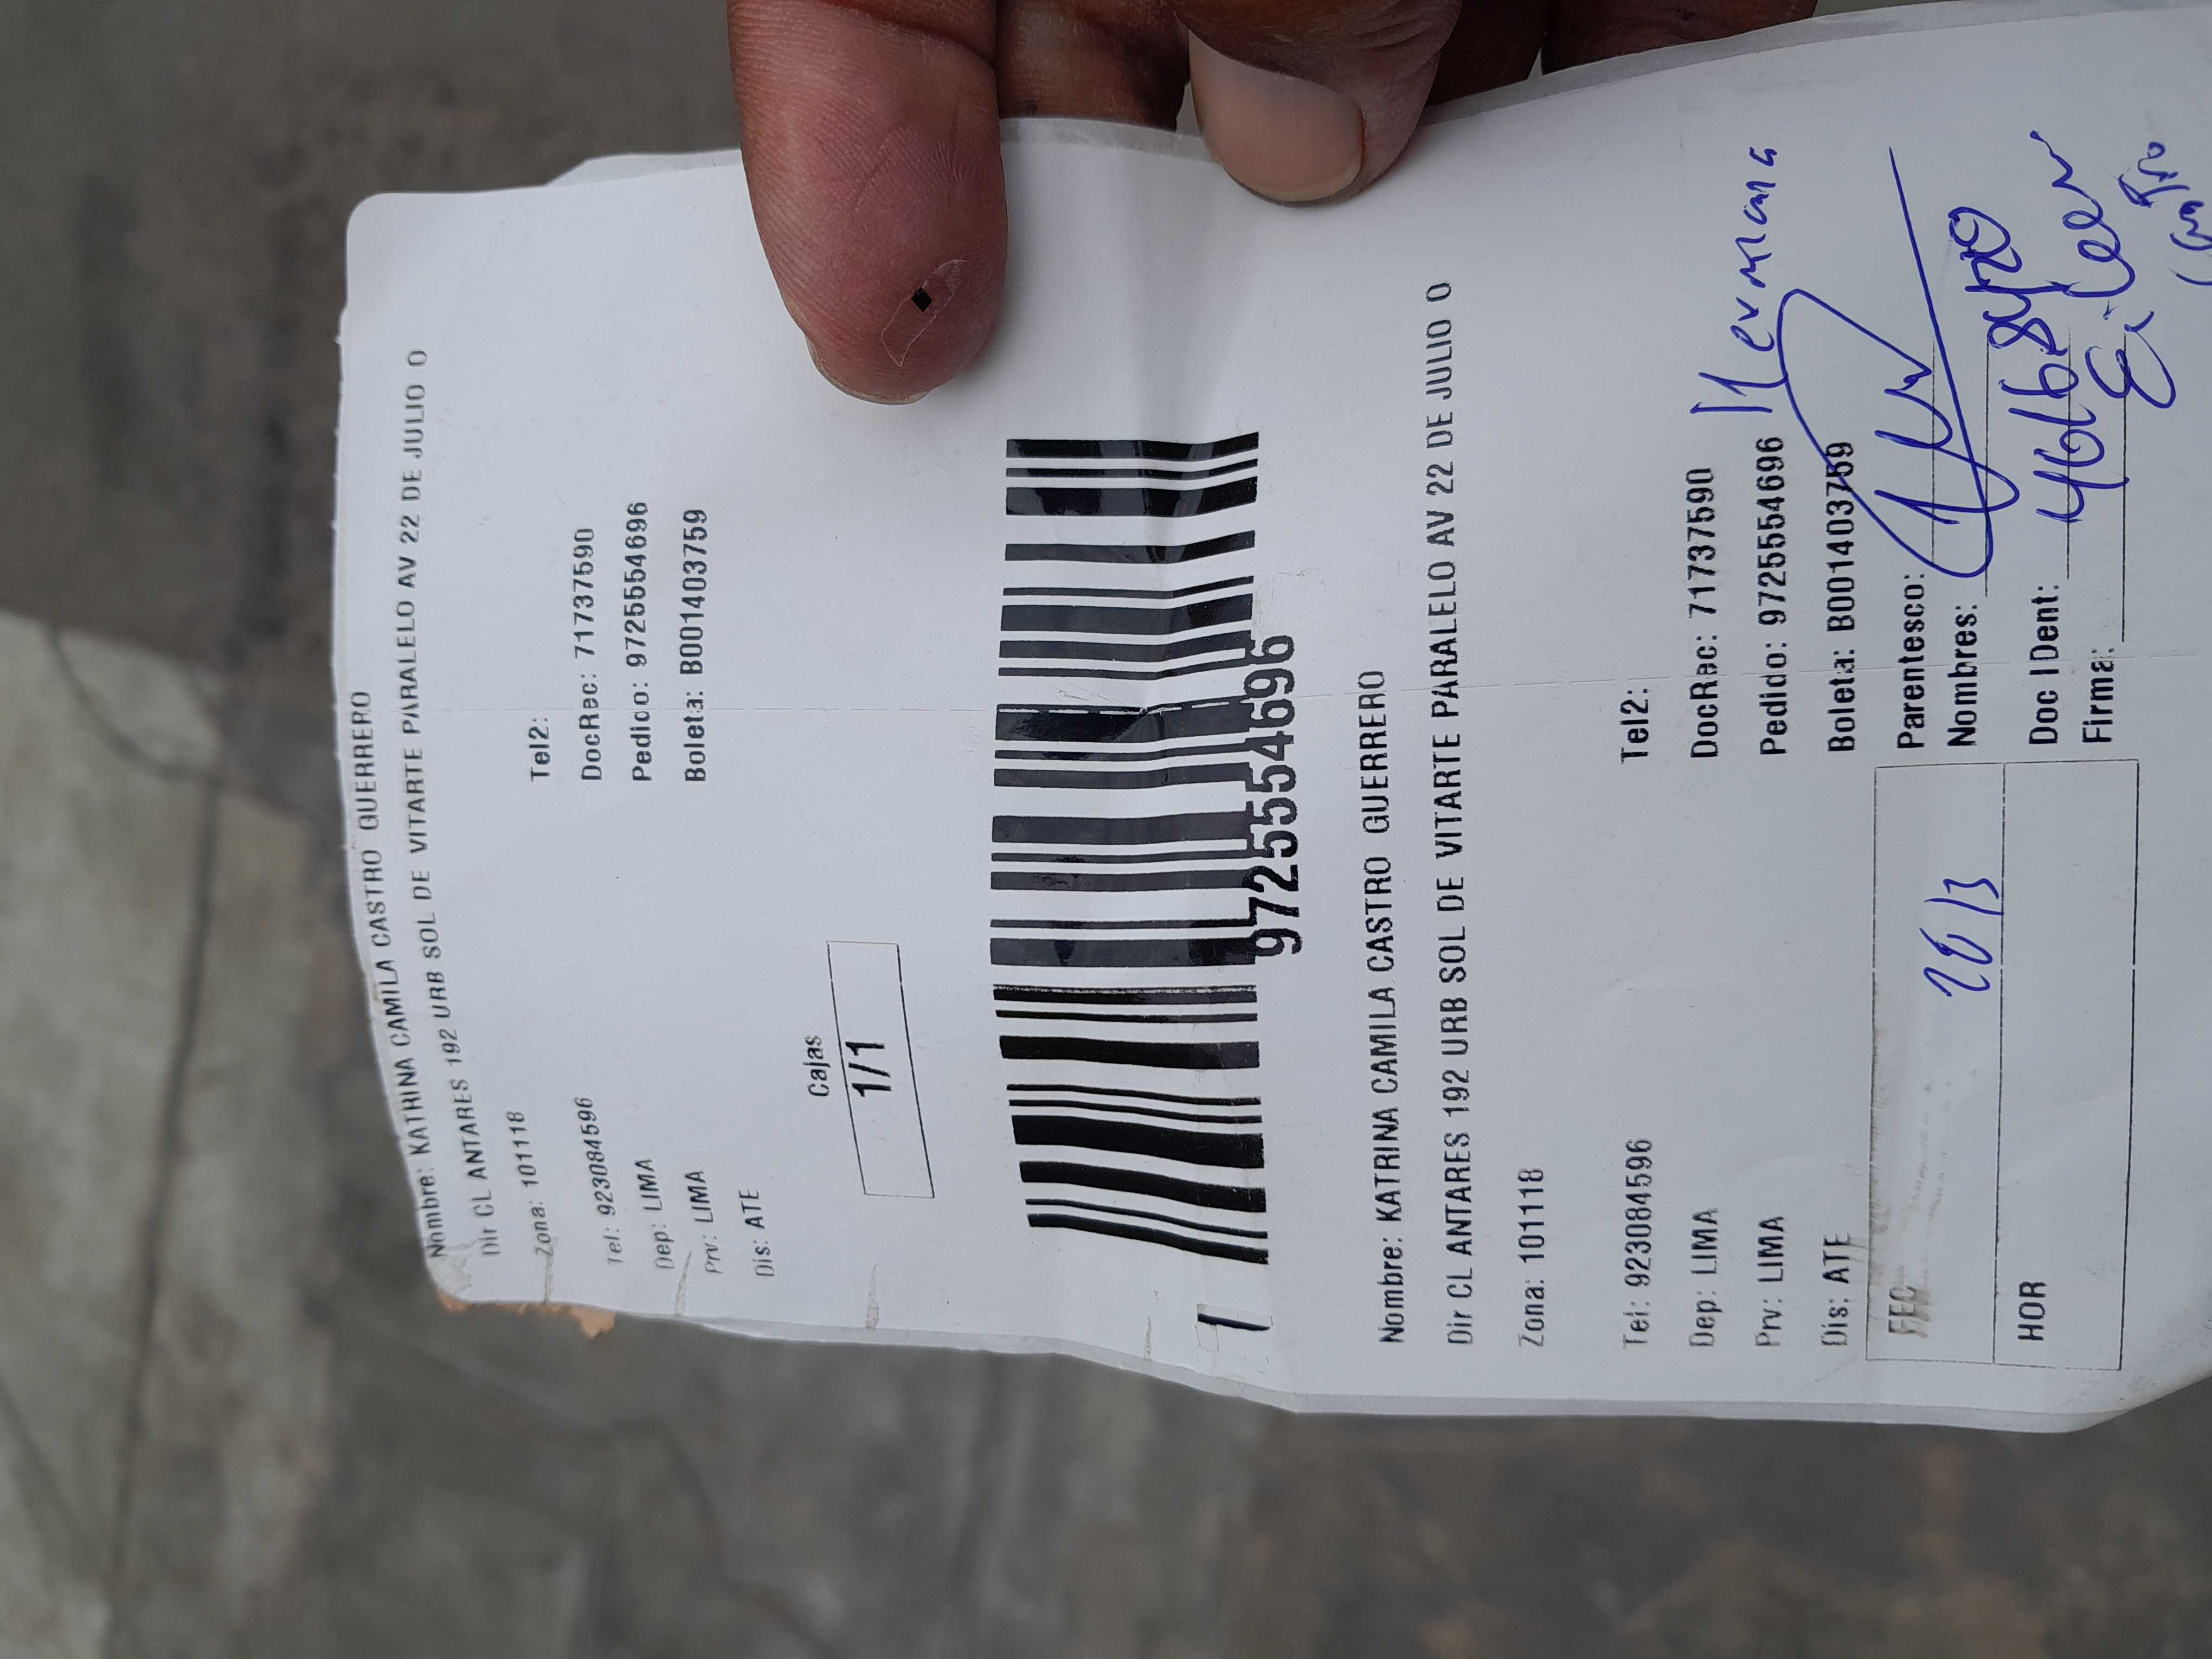 Nombre: KATRINA CAMILA CASTRO GUERRERO
Dir CL ANTARES 192 URB SOL DE VITARTE PARALELO AV 22 DE JULIO O
Zona: 101118
Tel: 923084596 Tel2:
Dep: LIMA DocRec: 71737590
Prv: LIMA Pedido: 9725554696
Dis: ATE Boleta: B001403759
Cajas
1/1
9725554696
Nombre: KATRINA CAMILA CASTRO GUERRERO
Dir CL ANTARES 192 URB SOL DE VITARTE PARALELO AV 22 DE JULIO O
Zona: 101118
Tel: 923084596 Tel2:
Dep: LIMA DocRec: 71737590
Prv: LIMA Pedido: 9725554696
Dis: ATE Boleta: B001403759
Hermana
FEC Parentesco:
Nombres:
HOR Doc IDent:
Firma: Eileen
Castro